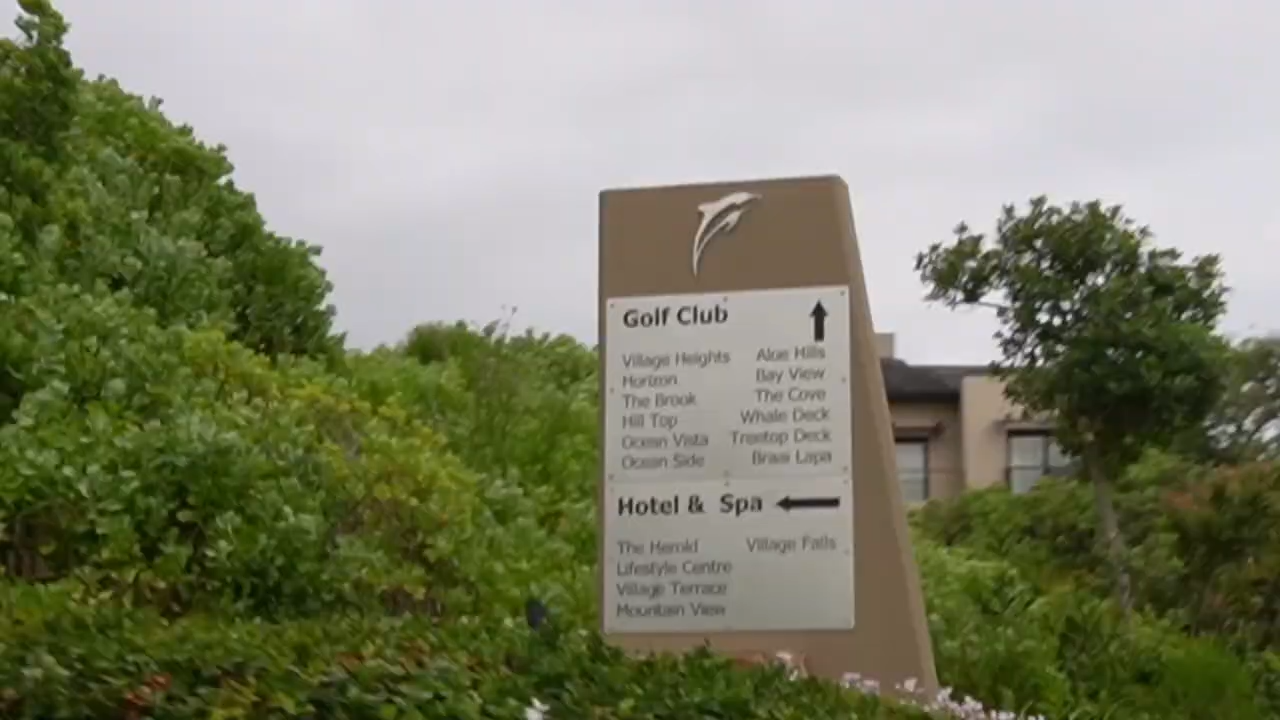 Golf Club
Village Heights Aloe Hills
Horizon Bay View
The Brook The Cove
Hill Top Whale Deck
Ocean Vista Treetop Deck
Ocean Side Braai Lapa
Hotel & Spa
The Herold Village Falls
Lifestyle Centre
Village Terrace
Mountain View